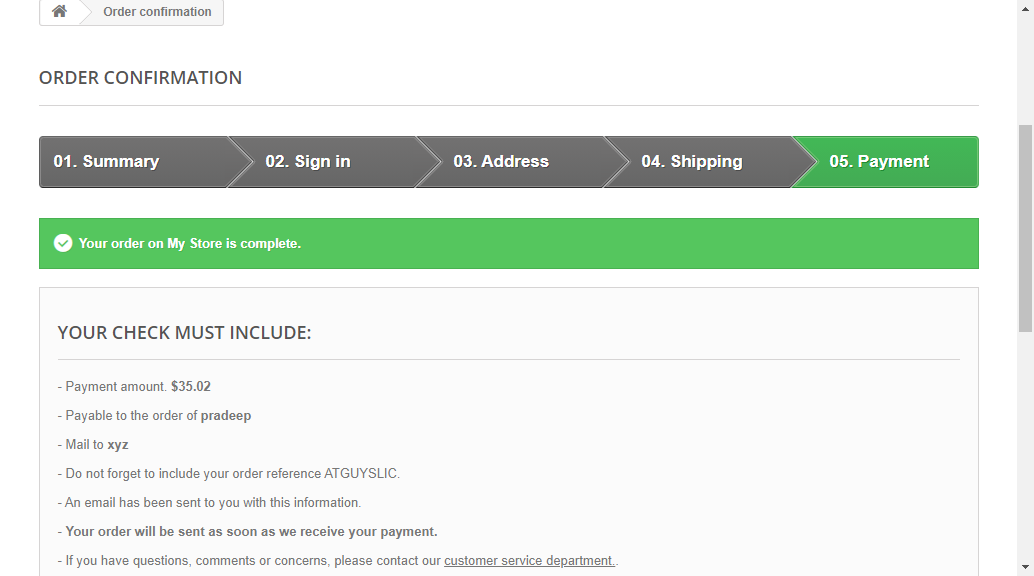 Order confirmation
ORDER CONFIRMATION
01. Summary
02. Sign in
03. Address
04. Shipping
05. Payment
Your order on My Store is complete.
YOUR CHECK MUST INCLUDE:
- Payment amount. $35.02
- Payable to the order of pradeep
- Mail to xyz
- Do not forget to include your order reference ATGUYSLIC.
- An email has been sent to you with this information.
- Your order will be sent as soon as we receive your payment.
- If you have questions, comments or concerns, please contact our customer service department..